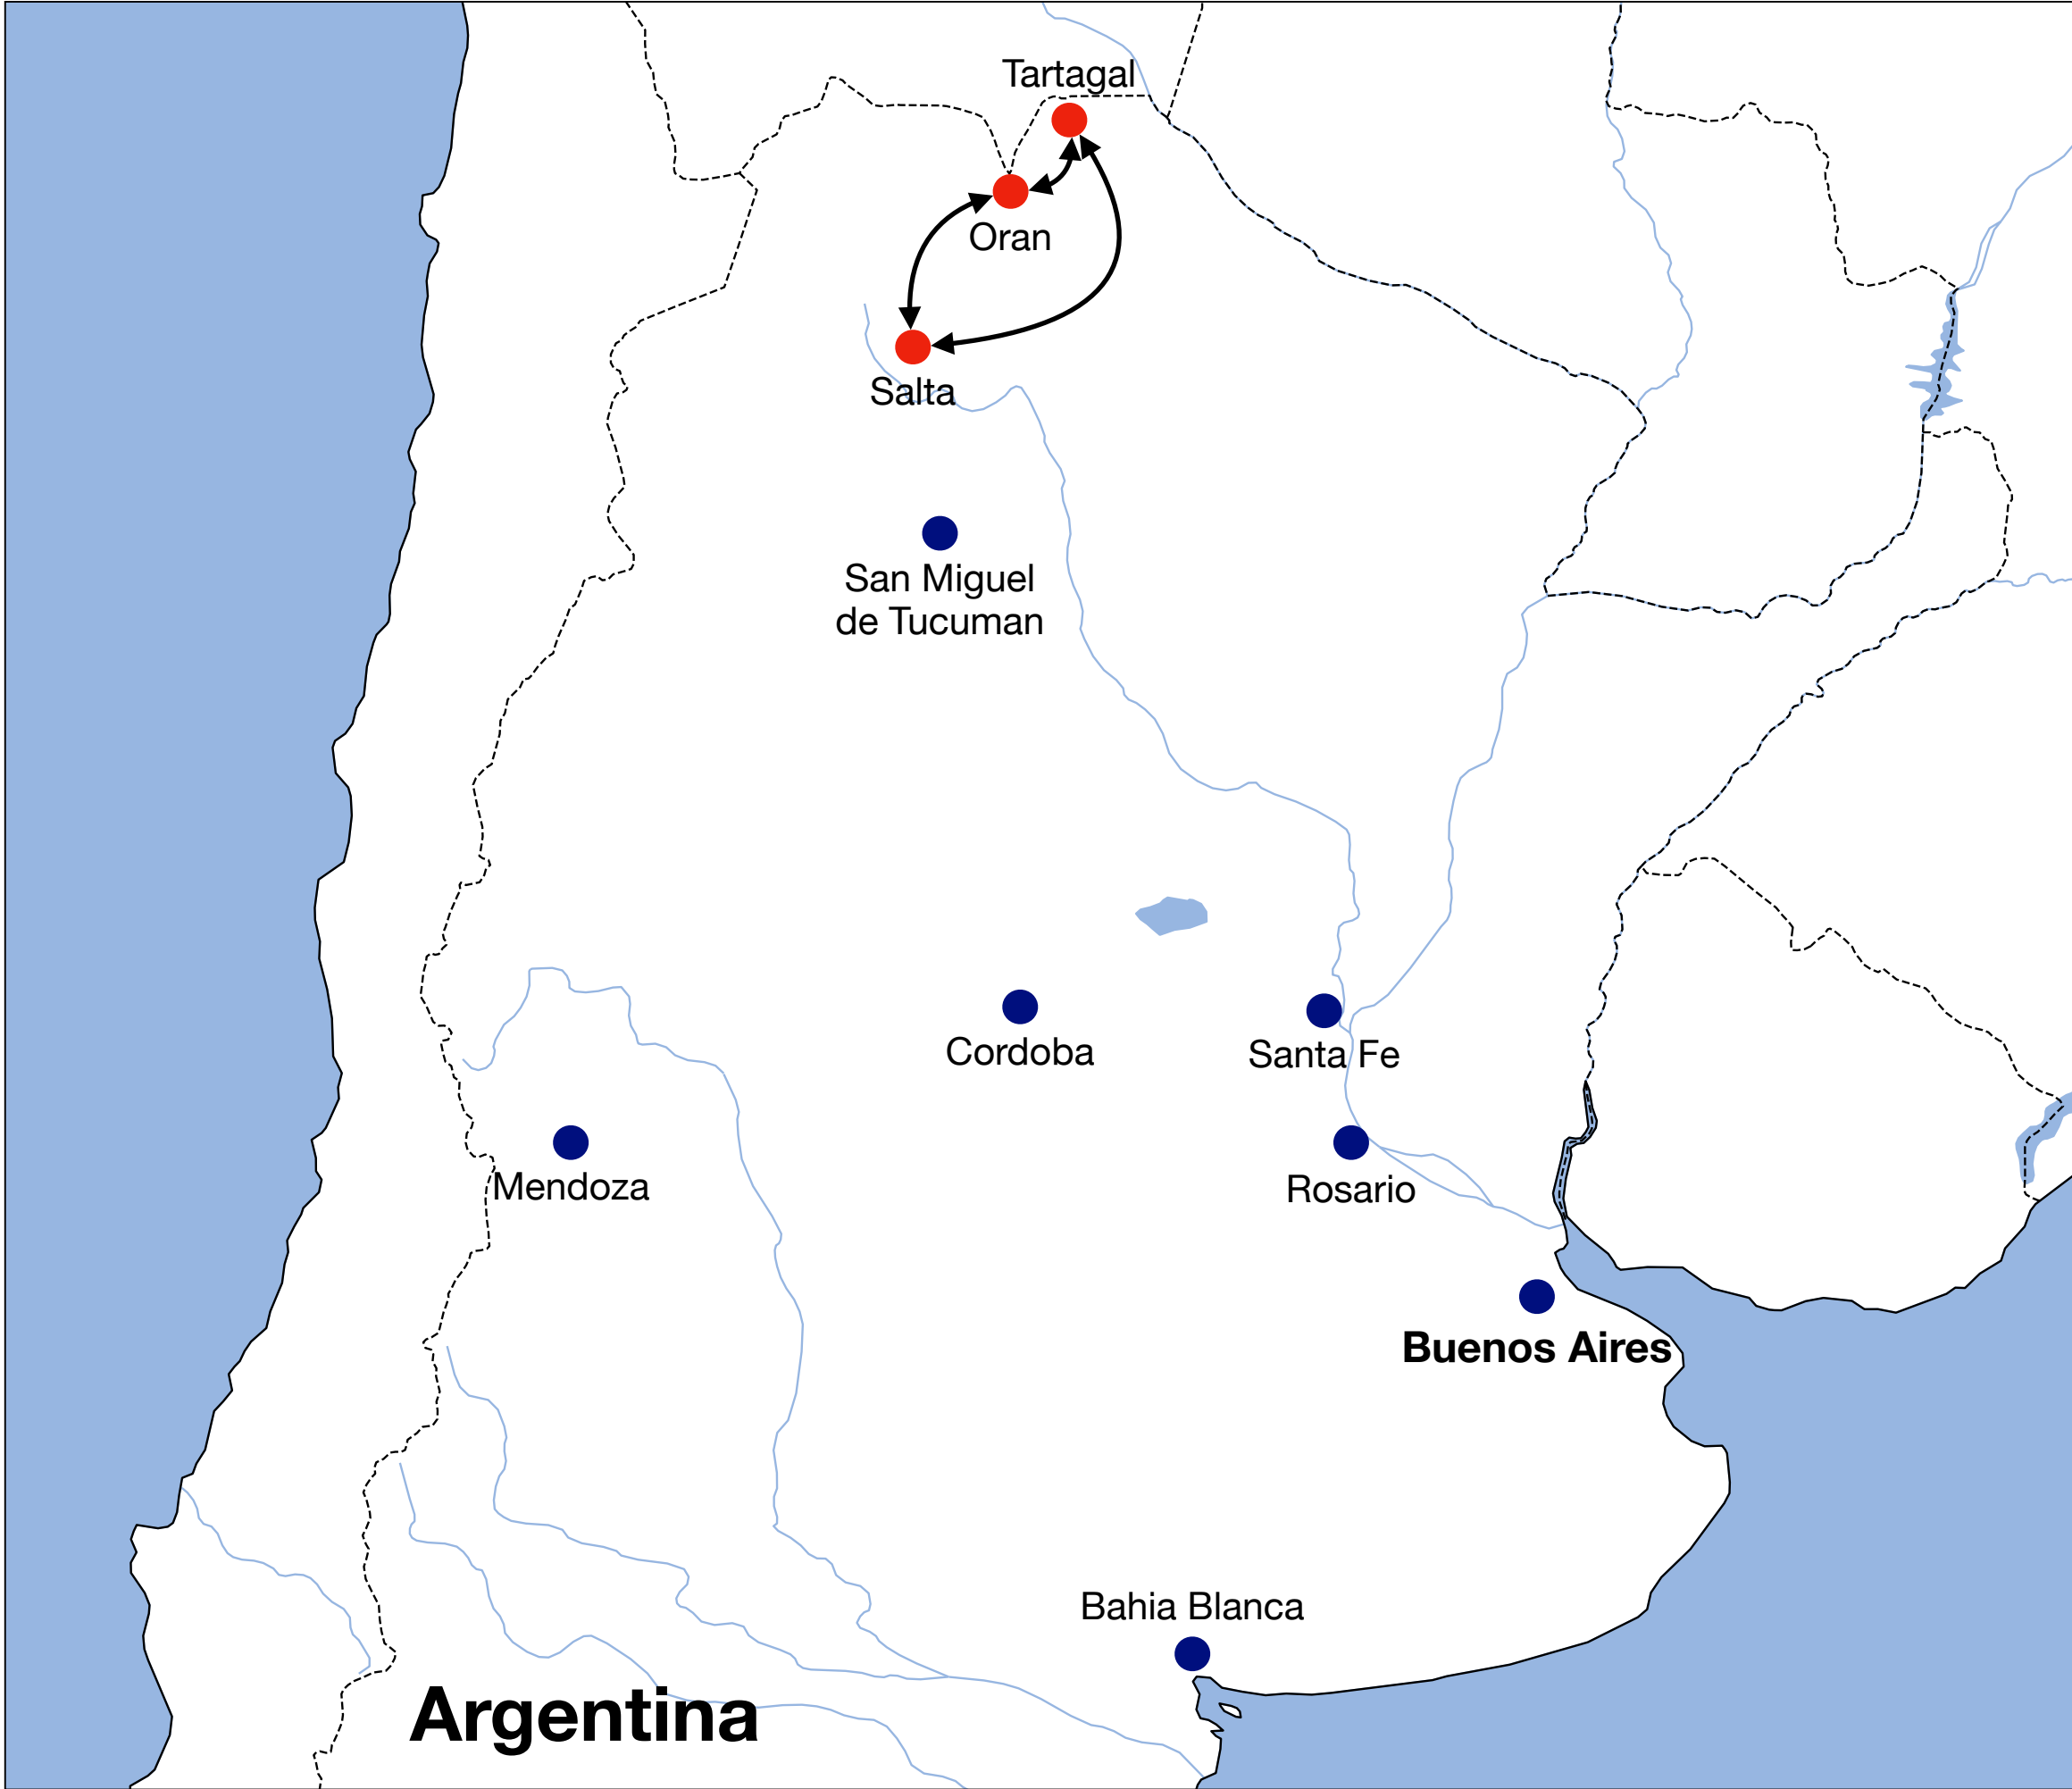 Tartagal
Oran
Salta
San Miguel
de Tucuman
Cordoba
Santa Fe
Mendoza
Rosario
Buenos Aires
Bahia Blanca
Argentina